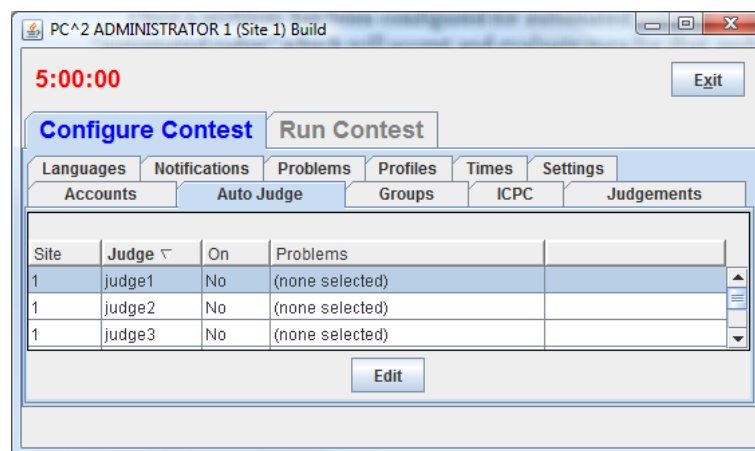 PC^2 ADMINISTRATOR 1 (Site 1) Build
5:00:00 Exit
Configure Contest Run Contest
Languages Notifications Problems Profiles Times Settings
Accounts Auto Judge Groups ICPC Judgements
Site Judge On Problems
1 judge1 No (none selected)
1 judge2 No (none selected)
1 judge3 No (none selected)
Edit